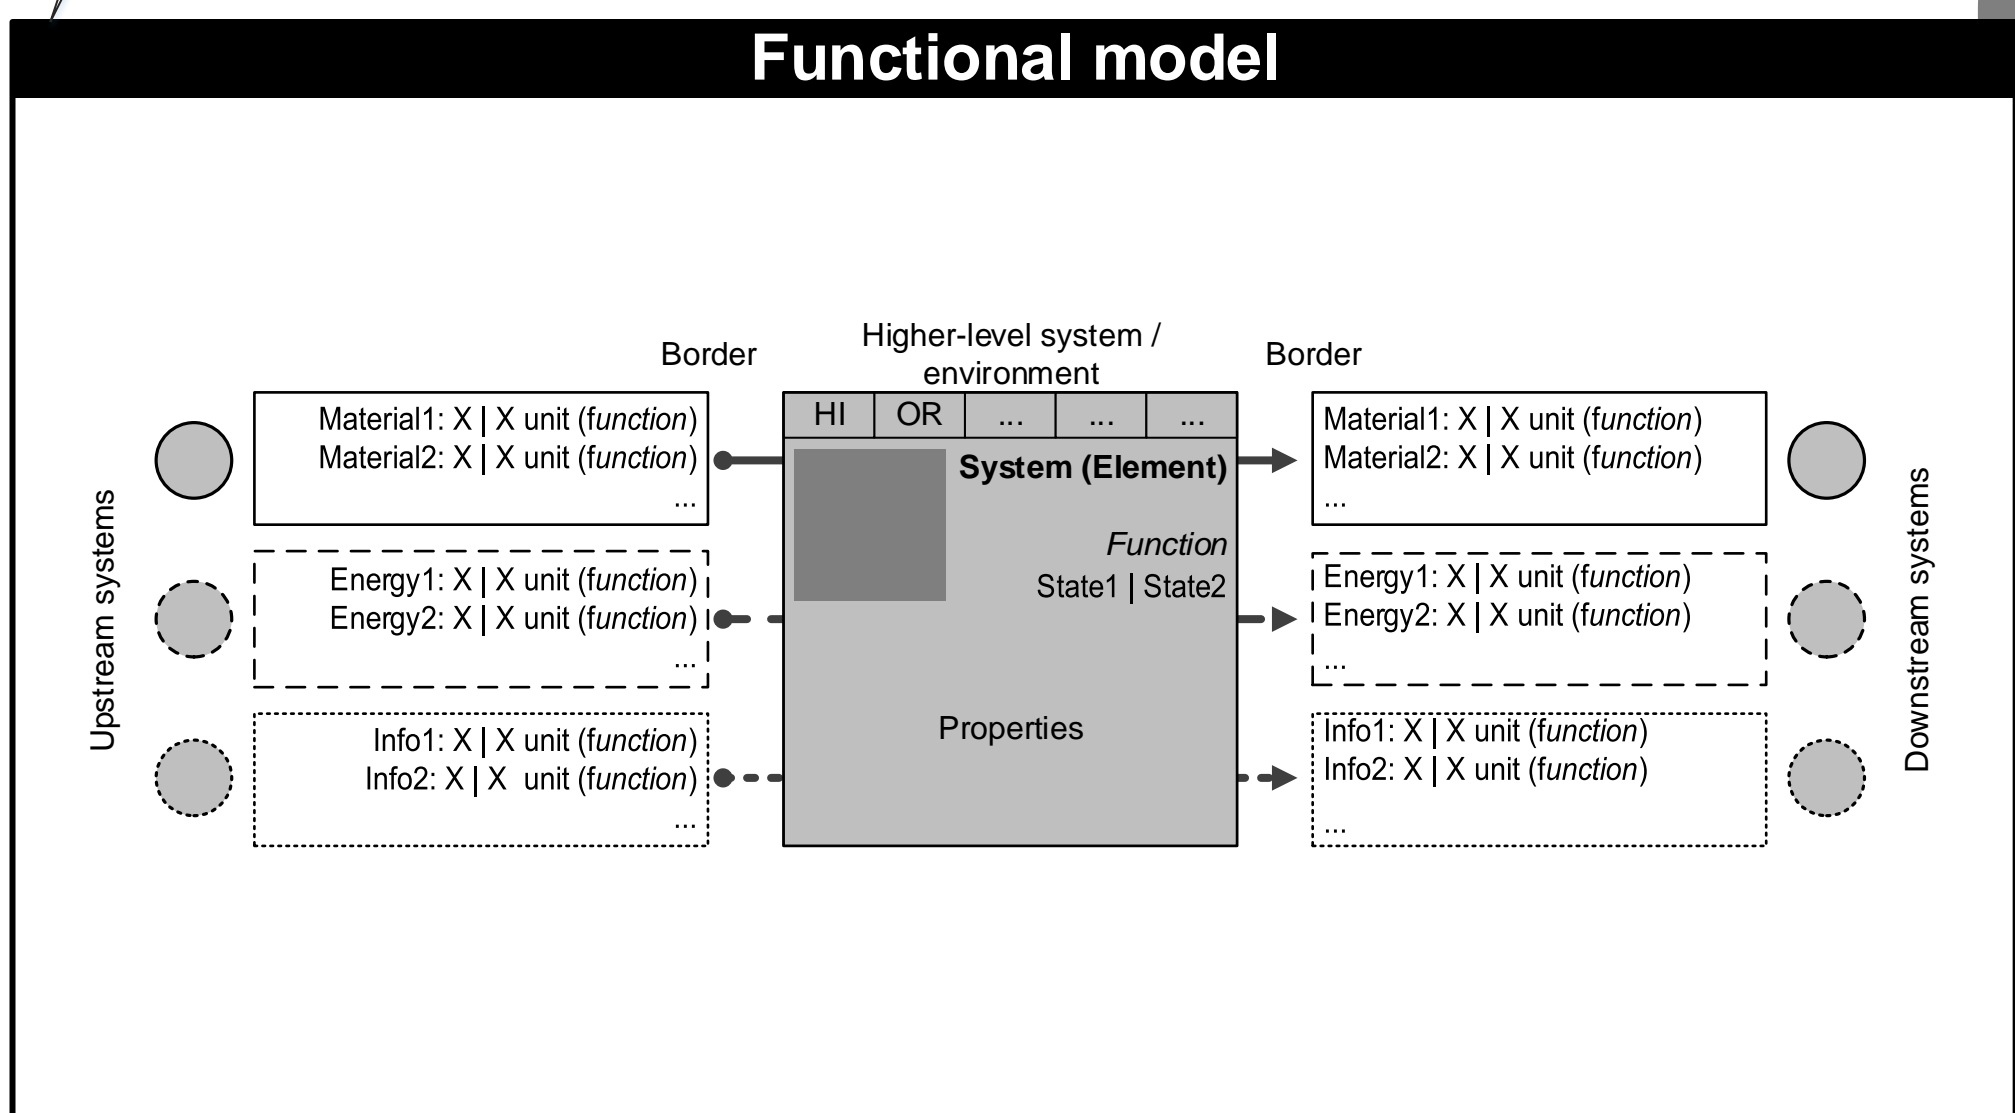 Functional model
Higher-level system /
environment
Border
Border
HI
OR
...
...
...
Upstream systems
Material1: X | X unit (function)
Material2: X | X unit (function)
...
Energy1: X | X unit (function)
Energy2: X | X unit (function)
...
Info1: X | X unit (function)
Info2: X | X  unit (function)
...
System (Element)
Function
State1 | State2
Properties
Material1: X | X unit (function)
Material2: X | X unit (function)
...
Energy1: X | X unit (function)
Energy2: X | X unit (function)
...
Info1: X | X unit (function)
Info2: X | X unit (function)
...
Downstream systems